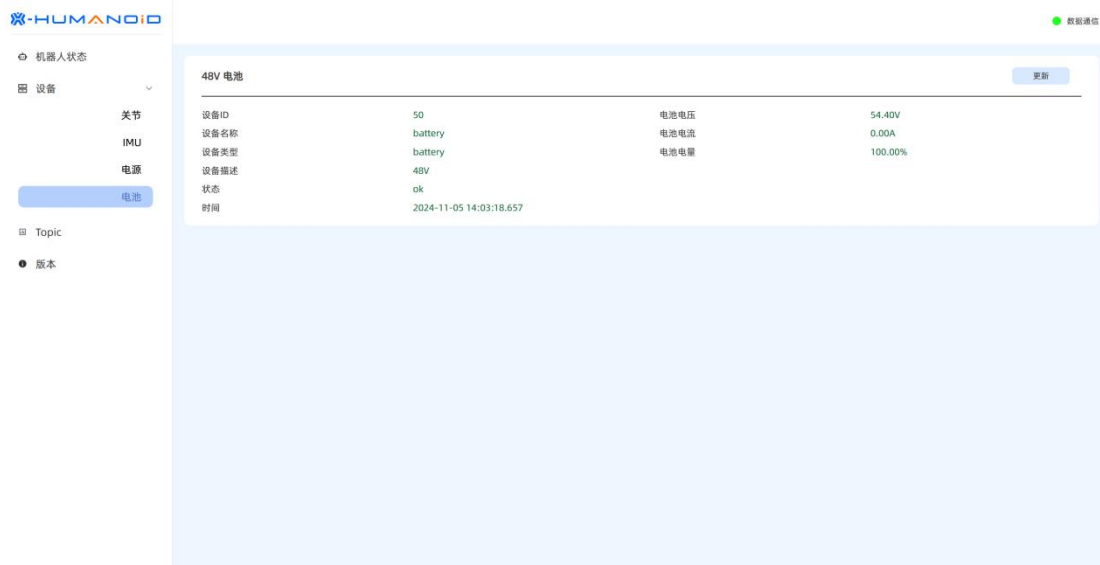 X-HUMANOID
数据通信
机器人状态
设备
关节
IMU
电源
电池
Topic
版本
48V 电池
更新
设备ID 50 电池电压 54.40V
设备名称 battery 电池电流 0.00A
设备类型 battery 电池电量 100.00%
设备描述 48V
状态 ok
时间 2024-11-05 14:03:18.657